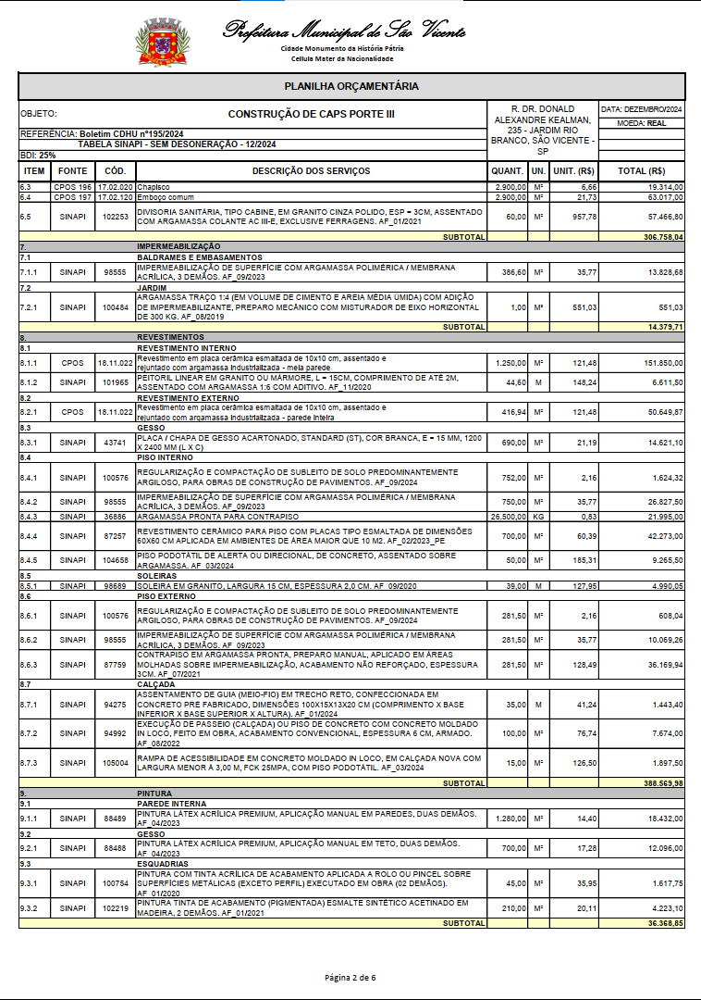 Prefeitura Municipal de São Vicente
Cidade Monumento da História Pátria
Cellula Mater da Nacionalidade
PLANILHA ORÇAMENTÁRIA
OBJETO: CONSTRUÇÃO DE CAPS PORTE III
R. DR. DONALD
ALEXANDRE KEALMAN,
235 - JARDIM RIO
BRANCO, SÃO VICENTE -
SP
DATA: DEZEMBRO/2024
MOEDA: REAL
REFERÊNCIA: Boletim CDHU nº195/2024
TABELA SINAPI - SEM DESONERAÇÃO - 12/2024
BDI: 25%
ITEM FONTE CÓD. DESCRIÇÃO DOS SERVIÇOS QUANT. UN. UNIT. (R$) TOTAL (R$)
6.3 CPOS 196 17.02.020 Chapisco 2.900,00 M² 6,66 19.314,00
6.4 CPOS 197 17.02.120 Emboço comum 2.900,00 M² 21,73 63.017,00
6.5 SINAPI 102253 DIVISORIA SANITÁRIA, TIPO CABINE, EM GRANITO CINZA POLIDO, ESP = 3CM, ASSENTADO
COM ARGAMASSA COLANTE AC III-E, EXCLUSIVE FERRAGENS. AF_01/2021 60,00 M² 957,78 57.466,80
SUBTOTAL 306.758,04
7. IMPERMEABILIZAÇÃO
7.1 BALDRAMES E EMBASAMENTOS
7.1.1 SINAPI 98555 IMPERMEABILIZAÇÃO DE SUPERFÍCIE COM ARGAMASSA POLIMÉRICA / MEMBRANA
ACRÍLICA, 3 DEMÃOS. AF_09/2023 386,60 M² 35,77 13.828,68
7.2 JARDIM
7.2.1 SINAPI 100484 ARGAMASSA TRAÇO 1:4 (EM VOLUME DE CIMENTO E AREIA MÉDIA ÚMIDA) COM ADIÇÃO
DE IMPERMEABILIZANTE, PREPARO MECÂNICO COM MISTURADOR DE EIXO HORIZONTAL
DE 300 KG. AF_08/2019 1,00 M³ 551,03 551,03
SUBTOTAL 14.379,71
8. REVESTIMENTOS
8.1 REVESTIMENTO INTERNO
8.1.1 CPOS 18.11.022 Revestimento em placa cerâmica esmaltada de 10x10 cm, assentado e
rejuntado com argamassa industrializada - meia parede 1.250,00 M² 121,48 151.850,00
8.1.2 SINAPI 101965 PEITORIL LINEAR EM GRANITO OU MÁRMORE, L = 15CM, COMPRIMENTO DE ATÉ 2M,
ASSENTADO COM ARGAMASSA 1:6 COM ADITIVO. AF_11/2020 44,60 M 148,24 6.611,50
8.2 REVESTIMENTO EXTERNO
8.2.1 CPOS 18.11.022 Revestimento em placa cerâmica esmaltada de 10x10 cm, assentado e
rejuntado com argamassa industrializada - parede inteira 416,94 M² 121,48 50.649,87
8.3 GESSO
8.3.1 SINAPI 43741 PLACA / CHAPA DE GESSO ACARTONADO, STANDARD (ST), COR BRANCA, E = 15 MM, 1200
X 2400 MM (L X C) 690,00 M² 21,19 14.621,10
8.4 PISO INTERNO
8.4.1 SINAPI 100576 REGULARIZAÇÃO E COMPACTAÇÃO DE SUBLEITO DE SOLO PREDOMINANTEMENTE
ARGILOSO, PARA OBRAS DE CONSTRUÇÃO DE PAVIMENTOS. AF_09/2024 752,00 M² 2,16 1.624,32
8.4.2 SINAPI 98555 IMPERMEABILIZAÇÃO DE SUPERFÍCIE COM ARGAMASSA POLIMÉRICA / MEMBRANA
ACRÍLICA, 3 DEMÃOS. AF_09/2023 750,00 M² 35,77 26.827,50
8.4.3 SINAPI 36886 ARGAMASSA PRONTA PARA CONTRAPISO 26.500,00 KG 0,83 21.995,00
8.4.4 SINAPI 87257 REVESTIMENTO CERÂMICO PARA PISO COM PLACAS TIPO ESMALTADA DE DIMENSÕES
60X60 CM APLICADA EM AMBIENTES DE ÁREA MAIOR QUE 10 M2. AF_02/2023_PE 700,00 M² 60,39 42.273,00
8.4.5 SINAPI 104658 PISO PODOTÁTIL DE ALERTA OU DIRECIONAL, DE CONCRETO, ASSENTADO SOBRE
ARGAMASSA. AF_03/2024 50,00 M² 185,31 9.265,50
8.5 SOLEIRAS
8.5.1 SINAPI 98689 SOLEIRA EM GRANITO, LARGURA 15 CM, ESPESSURA 2,0 CM. AF_09/2020 39,00 M 127,95 4.990,05
8.6 PISO EXTERNO
8.6.1 SINAPI 100576 REGULARIZAÇÃO E COMPACTAÇÃO DE SUBLEITO DE SOLO PREDOMINANTEMENTE
ARGILOSO, PARA OBRAS DE CONSTRUÇÃO DE PAVIMENTOS. AF_09/2024 281,50 M² 2,16 608,04
8.6.2 SINAPI 98555 IMPERMEABILIZAÇÃO DE SUPERFÍCIE COM ARGAMASSA POLIMÉRICA / MEMBRANA
ACRÍLICA, 3 DEMÃOS. AF_09/2023 281,50 M² 35,77 10.069,26
8.6.3 SINAPI 87759 CONTRAPISO EM ARGAMASSA PRONTA, PREPARO MANUAL, APLICADO EM ÁREAS
MOLHADAS SOBRE IMPERMEABILIZAÇÃO, ACABAMENTO NÃO REFORÇADO, ESPESSURA
3CM. AF_07/2021 281,50 M² 128,49 36.169,94
8.7 CALÇADA
8.7.1 SINAPI 94275 ASSENTAMENTO DE GUIA (MEIO-FIO) EM TRECHO RETO, CONFECCIONADA EM
CONCRETO PRÉ FABRICADO, DIMENSÕES 100X15X13X20 CM (COMPRIMENTO X BASE
INFERIOR X BASE SUPERIOR X ALTURA). AF_01/2024 35,00 M 41,24 1.443,40
8.7.2 SINAPI 94992 EXECUÇÃO DE PASSEIO (CALÇADA) OU PISO DE CONCRETO COM CONCRETO MOLDADO
IN LOCO, FEITO EM OBRA, ACABAMENTO CONVENCIONAL, ESPESSURA 6 CM, ARMADO.
AF_08/2022 100,00 M² 76,74 7.674,00
8.7.3 SINAPI 105004 RAMPA DE ACESSIBILIDADE EM CONCRETO MOLDADO IN LOCO, EM CALÇADA NOVA COM
LARGURA MENOR À 3,00 M, FCK 25MPA, COM PISO PODOTÁTIL. AF_03/2024 15,00 M² 126,50 1.897,50
SUBTOTAL 388.569,98
9. PINTURA
9.1 PAREDE INTERNA
9.1.1 SINAPI 88489 PINTURA LÁTEX ACRÍLICA PREMIUM, APLICAÇÃO MANUAL EM PAREDES, DUAS DEMÃOS.
AF_04/2023 1.280,00 M² 14,40 18.432,00
9.2 GESSO
9.2.1 SINAPI 88488 PINTURA LÁTEX ACRÍLICA PREMIUM, APLICAÇÃO MANUAL EM TETO, DUAS DEMÃOS.
AF_04/2023 700,00 M² 17,28 12.096,00
9.3 ESQUADRIAS
9.3.1 SINAPI 100754 PINTURA COM TINTA ACRÍLICA DE ACABAMENTO APLICADA A ROLO OU PINCEL SOBRE
SUPERFÍCIES METÁLICAS (EXCETO PERFIL) EXECUTADO EM OBRA (02 DEMÃOS).
AF_01/2020 45,00 M² 35,95 1.617,75
9.3.2 SINAPI 102219 PINTURA TINTA DE ACABAMENTO (PIGMENTADA) ESMALTE SINTÉTICO ACETINADO EM
MADEIRA, 2 DEMÃOS. AF_01/2021 210,00 M² 20,11 4.223,10
SUBTOTAL 36.368,85
Página 2 de 6